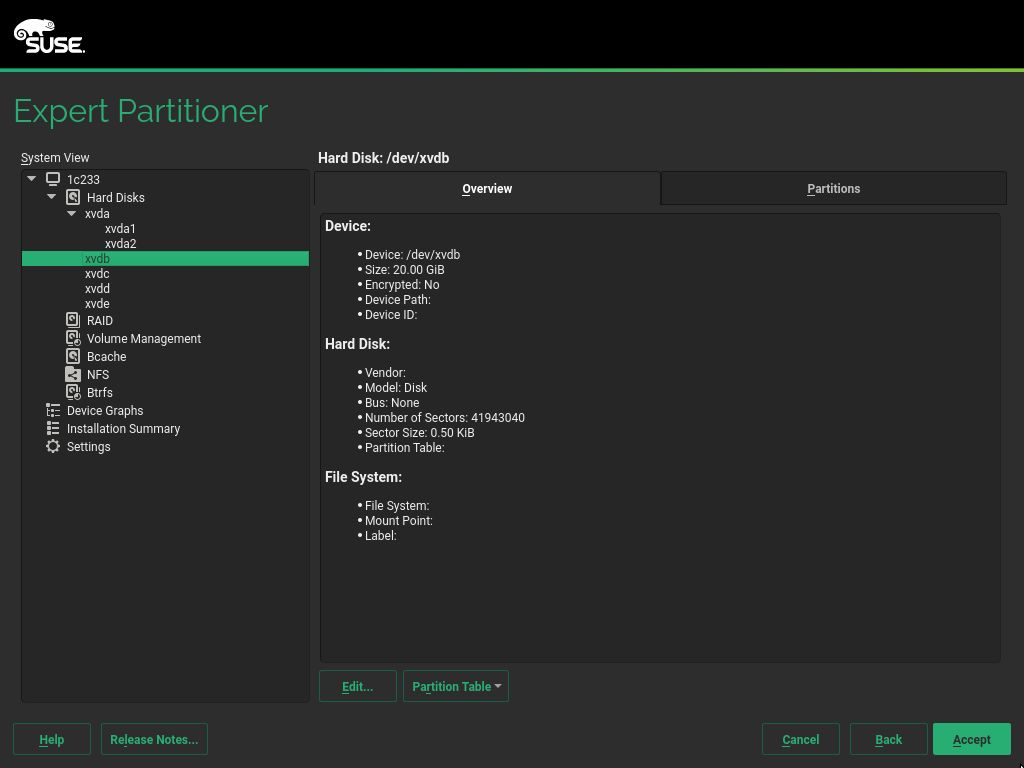 SUSE.
Expert Partitioner
System View
1c233
Hard Disks
xvda
xvda1
xvda2
xvdb
xvdc
xvdd
xvde
RAID
Volume Management
Bcache
NFS
Btrfs
Device Graphs
Installation Summary
Settings
Hard Disk: /dev/xvdb
Overview
Partitions
Device:
• Device: /dev/xvdb
• Size: 20.00 GiB
• Encrypted: No
• Device Path:
• Device ID:
Hard Disk:
• Vendor:
• Model: Disk
• Bus: None
• Number of Sectors: 41943040
• Sector Size: 0.50 KiB
• Partition Table:
File System:
• File System:
• Mount Point:
• Label:
Edit...
Partition Table
Help
Release Notes...
Cancel
Back
Accept